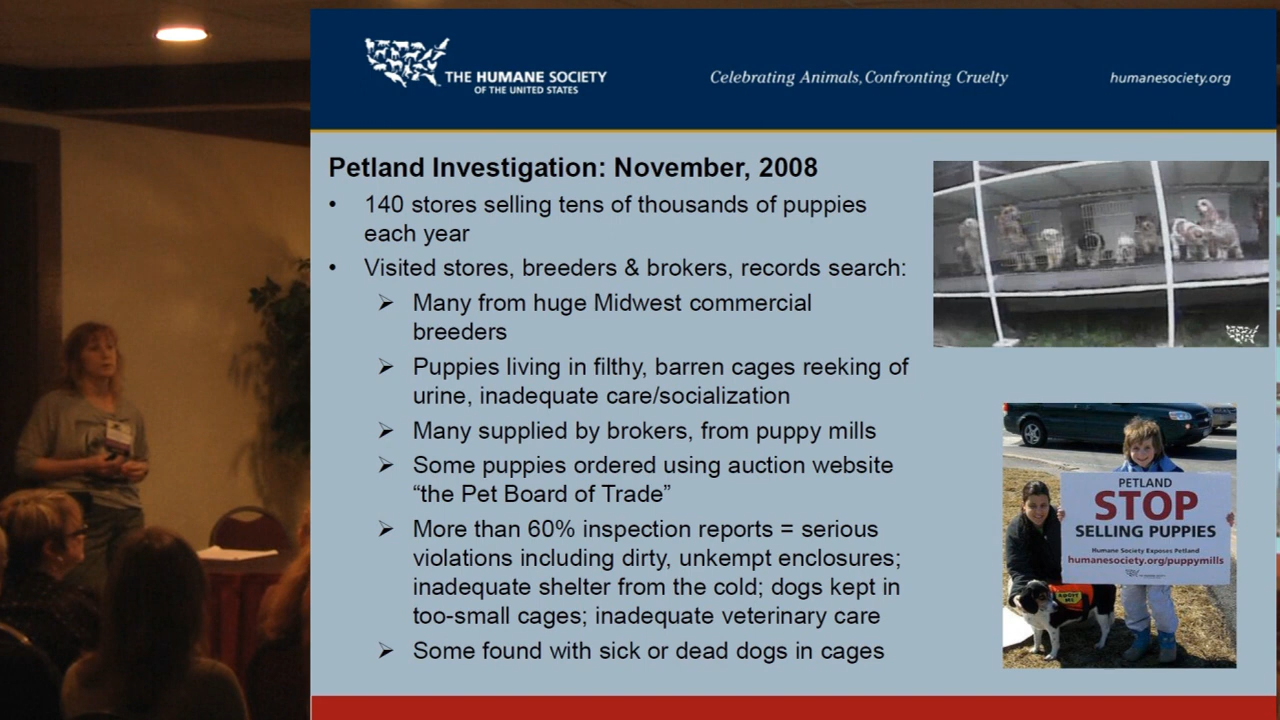 THE HUMANE SOCIETY
OF THE UNITED STATES
Celebrating Animals, Confronting Cruelty
humanesociety.org
Petland Investigation: November, 2008
• 140 stores selling tens of thousands of puppies
each year
• Visited stores, breeders & brokers, records search:
➢ Many from huge Midwest commercial
breeders
➢ Puppies living in filthy, barren cages reeking of
urine, inadequate care/socialization
➢ Many supplied by brokers, from puppy mills
➢ Some puppies ordered using auction website
“the Pet Board of Trade”
➢ More than 60% inspection reports = serious
violations including dirty, unkempt enclosures;
inadequate shelter from the cold; dogs kept in
too-small cages; inadequate veterinary care
➢ Some found with sick or dead dogs in cages
PETLAND
STOP
SELLING PUPPIES
Humane Society Exposes Petland
humanesociety.org/puppymills
ADOPT
ME